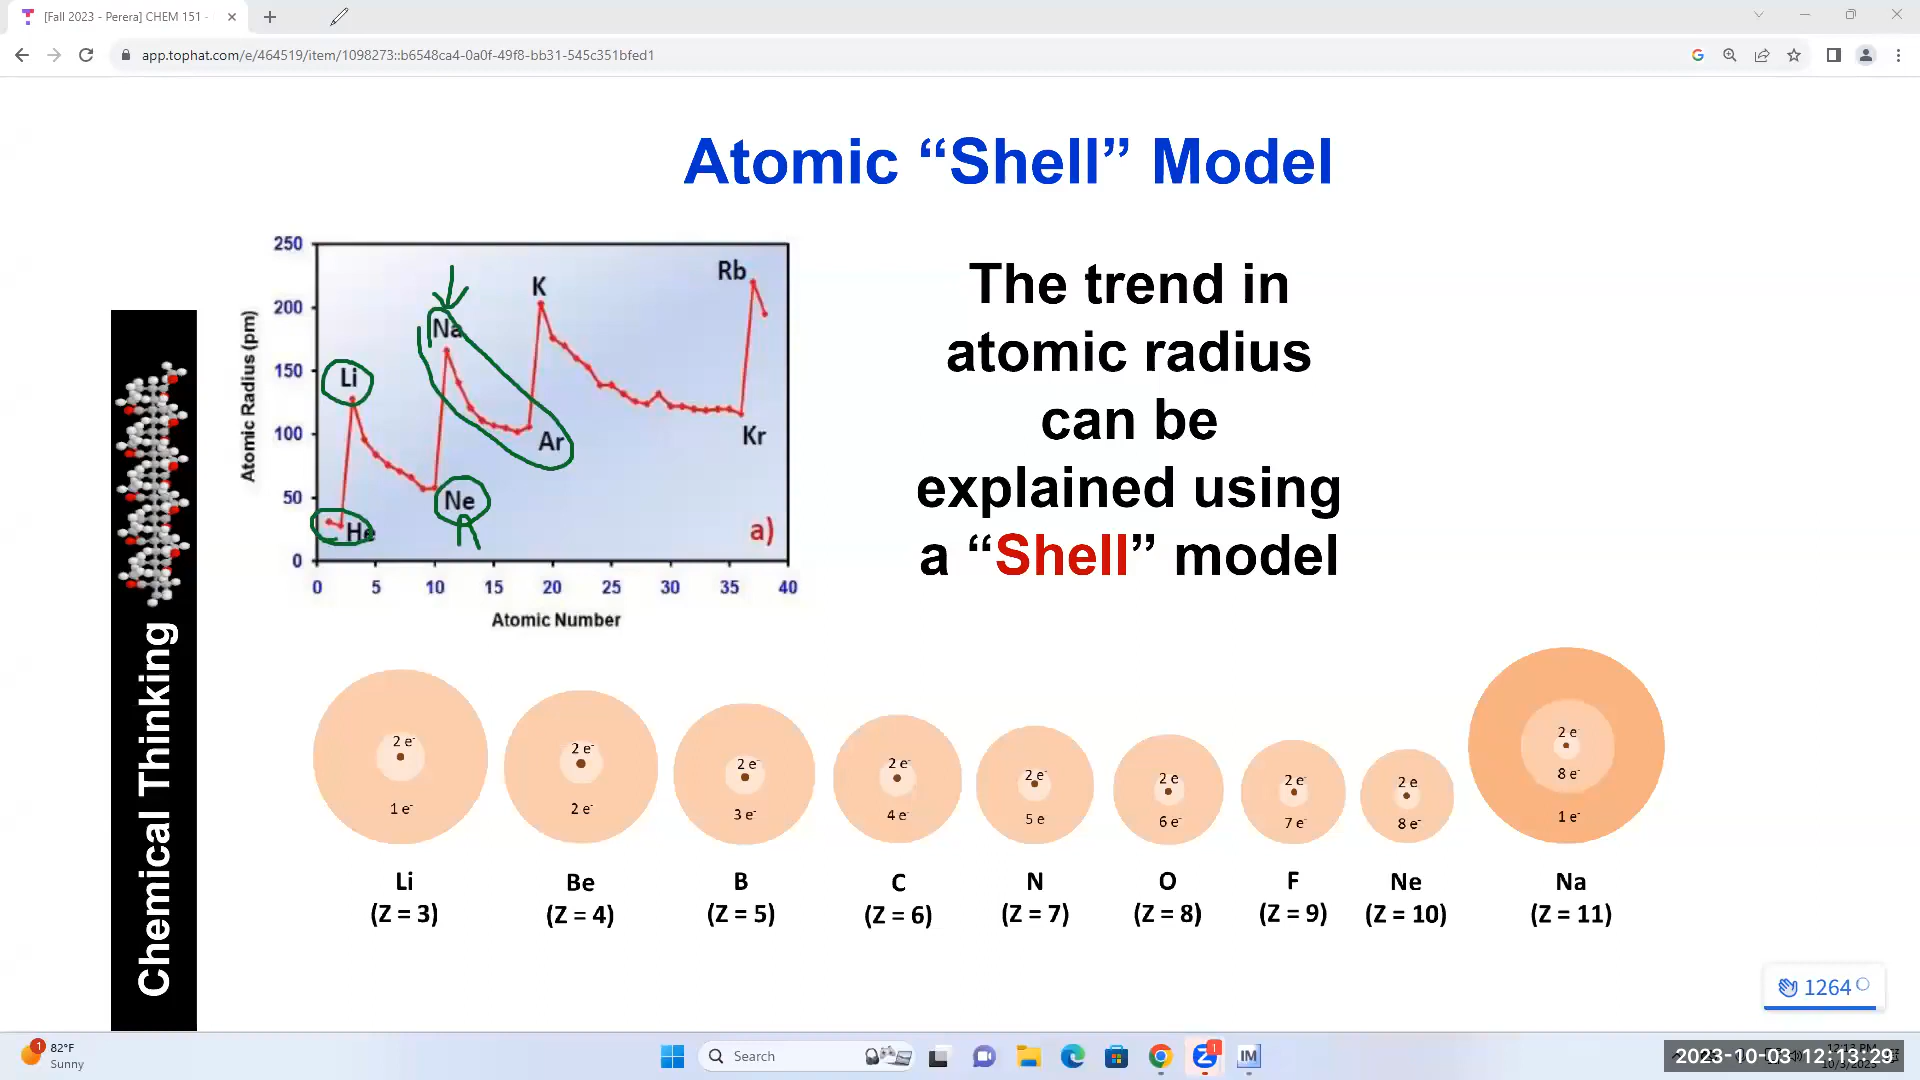 [Fall 2023 - Perera] CHEM 151 -
app.tophat.com/e/464519/item/1098273::b6548ca4-0a0f-49f8-bb31-545c351bfed1
Atomic “Shell” Model
250
200
150
100
50
0
0 5 10 15 20 25 30 35 40
Atomic Radius (pm)
Atomic Number
He
Li
Ne
Na
Ar
K
Kr
Rb
a)
The trend in
atomic radius
can be
explained using
a “Shell” model
Chemical Thinking
2 e⁻ 2 e⁻ 2 e⁻ 2 e⁻ 2 e⁻ 2 e 2 e⁻ 2 e 2 e
8 e⁻
1 e⁻ 2 e⁻ 3 e⁻ 4 e⁻ 5 e 6 e⁻ 7 e⁻ 8 e⁻ 1 e⁻
Li Be B C N O F Ne Na
(Z = 3) (Z = 4) (Z = 5) (Z = 6) (Z = 7) (Z = 8) (Z = 9) (Z = 10) (Z = 11)
1264
1
82°F
Sunny
Search
1
IM
2023-10-03 12:13:29